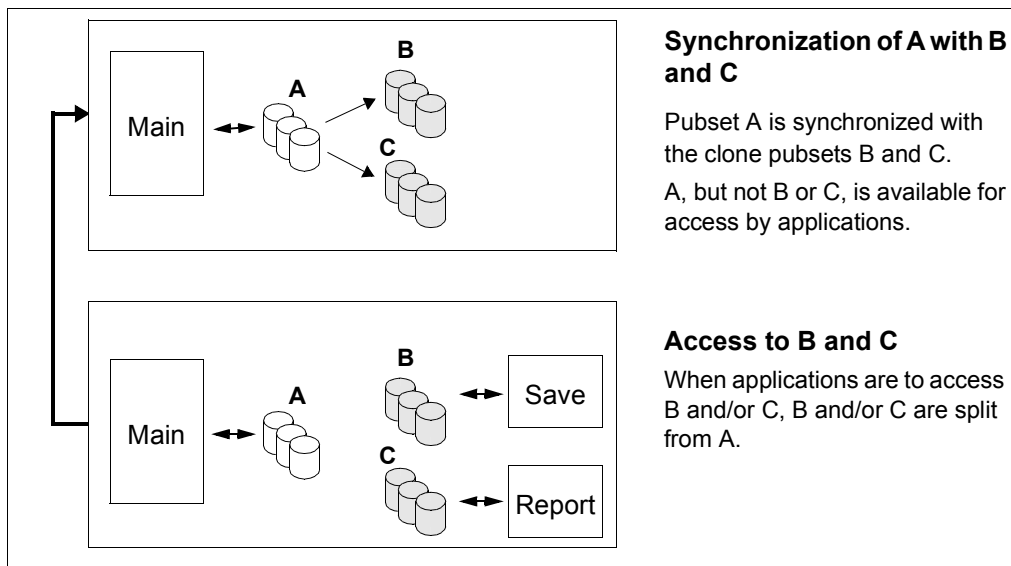 Synchronization of A with B
and C
B
A
Main
C
Pubset A is synchronized with
the clone pubsets B and C.
A, but not B or C, is available for
access by applications.
Access to B and C
B
A
Main
Save
C
Report
When applications are to access
B and/or C, B and/or C are split
from A.